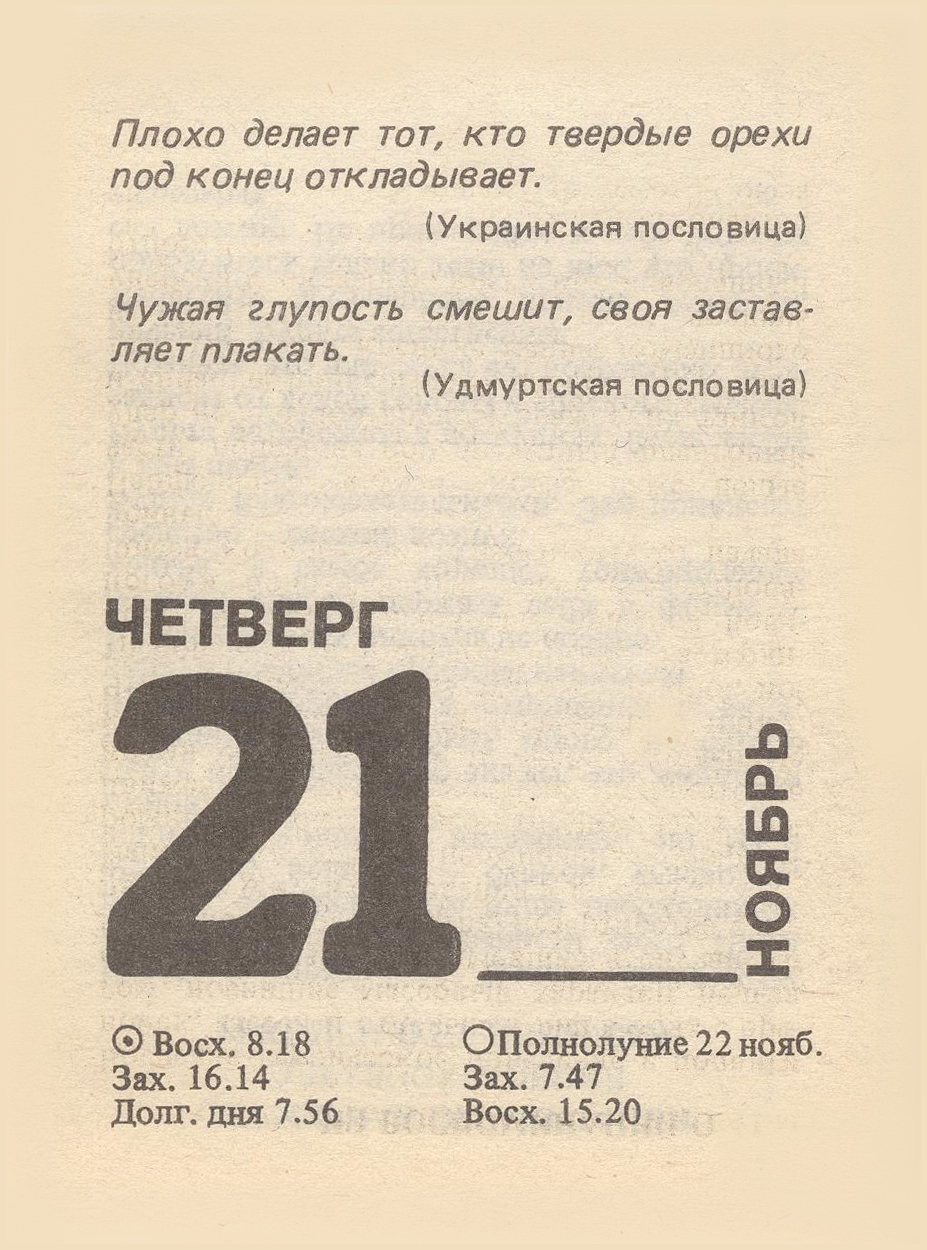 Плохо делает тот, кто твердые орехи
под конец откладывает.
(Украинская пословица)
Чужая глупость смешит, своя застав-
ляет плакать.
(Удмуртская пословица)
ЧЕТВЕРГ
21
НОЯБРЬ
Восх. 8.18
Зах. 16.14
Долг. дня 7.56
Полнолуние 22 нояб.
Зах. 7.47
Восх. 15.20